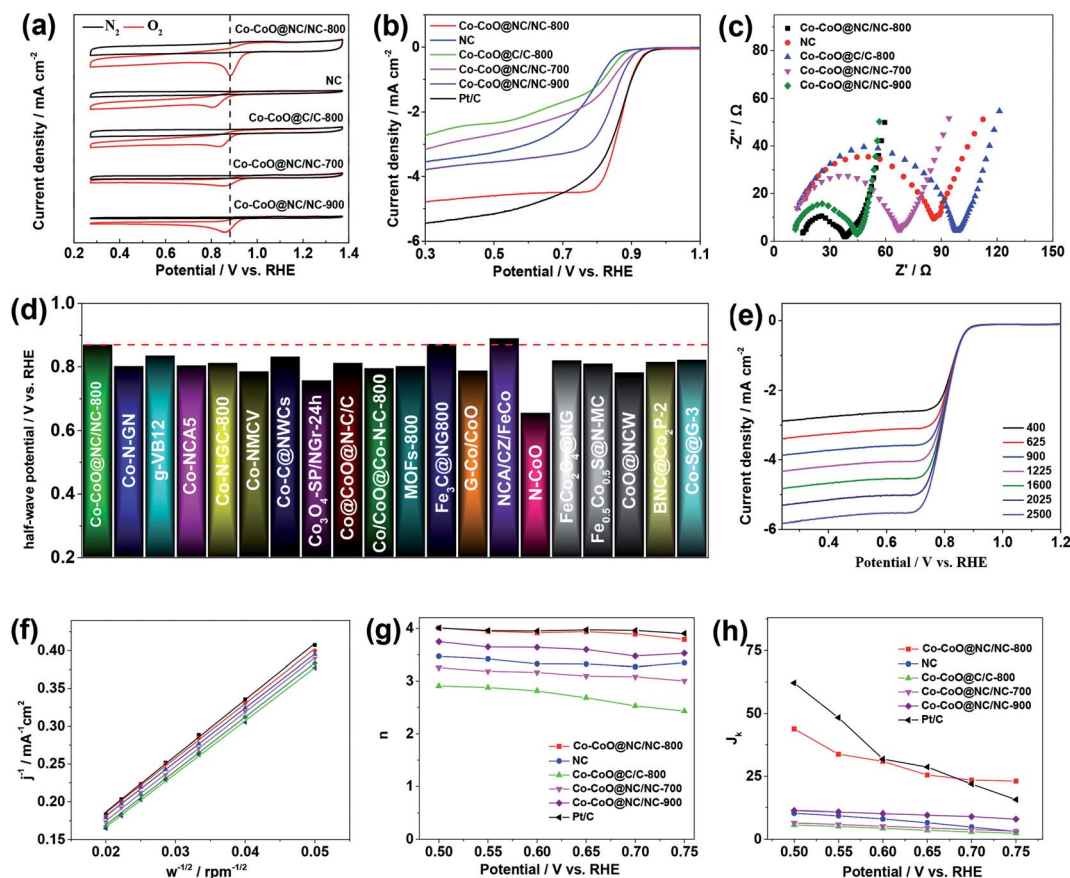 (a)
N2
O2
Co-CoO@NC/NC-800
NC
Co-CoO@C/C-800
Co-CoO@NC/NC-700
Co-CoO@NC/NC-900
Current density / mA cm-2
0.2 0.4 0.6 0.8 1.0 1.2 1.4
Potential / V vs. RHE
(b)
Co-CoO@NC/NC-800
NC
Co-CoO@C/C-800
Co-CoO@NC/NC-700
Co-CoO@NC/NC-900
Pt/C
Current density / mA cm-2
0
-2
-4
-6
0.3 0.5 0.7 0.9 1.1
Potential / V vs. RHE
(c)
Co-CoO@NC/NC-800
NC
Co-CoO@C/C-800
Co-CoO@NC/NC-700
Co-CoO@NC/NC-900
-Z'' / Ω
80
60
40
20
0
0 30 60 90 120 150
Z' / Ω
(d)
half-wave potential / V vs. RHE
1.0
0.8
0.6
0.4
0.2
Co-CoO@NC/NC-800
Co-N-GN
g-VB12
Co-NCA5
Co-N-GC-800
Co-NMCV
Co-C@NWCs
Co3O4-SP/NGr-24h
Co@CoO@N-C/C
Co/CoO@Co-N-C-800
MOFs-800
Fe3C@NG800
G-Co/CoO
NCA/CZ/FeCo
N-CoO
FeCo2O4@NG
Fe0.5Co0.5S@N-MC
CoO@NCW
BNC@Co2P-2
Co-S@G-3
(e)
Current density / mA cm-2
0
-2
-4
-6
400
625
900
1225
1600
2025
2500
0.4 0.6 0.8 1.0 1.2
Potential / V vs. RHE
(f)
j-1 / mA-1cm2
0.40
0.35
0.30
0.25
0.20
0.15
0.02 0.03 0.04 0.05
w-1/2 / rpm-1/2
(g)
n
6
5
4
3
2
1
0
Co-CoO@NC/NC-800
NC
Co-CoO@C/C-800
Co-CoO@NC/NC-700
Co-CoO@NC/NC-900
Pt/C
0.50 0.55 0.60 0.65 0.70 0.75
Potential / V vs. RHE
(h)
Jk
75
50
25
0
Co-CoO@NC/NC-800
NC
Co-CoO@C/C-800
Co-CoO@NC/NC-700
Co-CoO@NC/NC-900
Pt/C
0.50 0.55 0.60 0.65 0.70 0.75
Potential / V vs. RHE